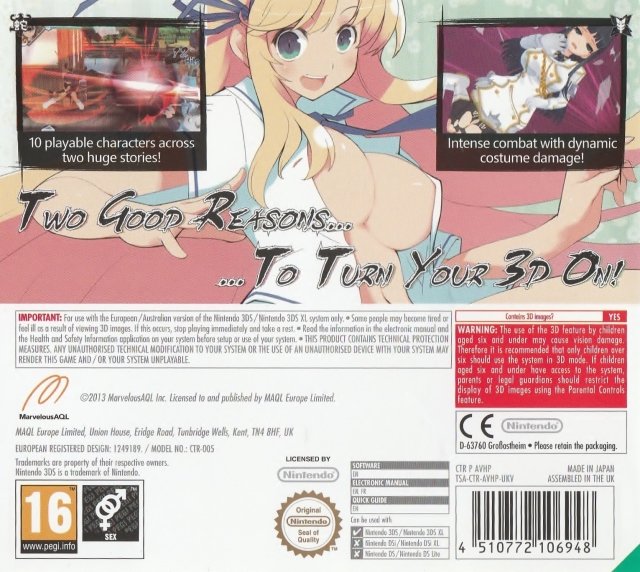 10 playable characters across
two huge stories!
Intense combat with dynamic
costume damage!
Two Good Reasons...
...To Turn Your 3D On!
IMPORTANT: For use with the European/Australian version of the Nintendo 3DS/Nintendo 3DS XL system only. • Some people may become tired or
feel ill as a result of viewing 3D images. If this occurs, stop playing immediately and take a rest. • Read the information in the electronic manual and
the Health and Safety Information application on your system before setup or use of your system. • THIS PRODUCT CONTAINS TECHNICAL PROTECTION
MEASURES. ANY UNAUTHORISED TECHNICAL MODIFICATION TO YOUR SYSTEM OR THE USE OF AN UNAUTHORISED DEVICE WITH YOUR SYSTEM MAY
RENDER THIS GAME AND / OR YOUR SYSTEM UNPLAYABLE.
Contains 3D images? YES
WARNING: The use of the 3D feature by children
aged six and under may cause vision damage.
Therefore it is recommended that only children over
six should use the system in 3D mode. If children
aged six and under have access to the system,
parents or legal guardians should restrict the
display of 3D images using the Parental Controls
feature.
MarvelousAQL
©2013 MarvelousAQL Inc. Licensed to and published by MAQL Europe Limited.
MAQL Europe Limited, Union House, Eridge Road, Tunbridge Wells, Kent, TN4 8HF, UK
EUROPEAN REGISTERED DESIGN: 1249189. / MODEL NO.: CTR-005
Trademarks are property of their respective owners.
Nintendo 3DS is a trademark of Nintendo.
CE Nintendo
D-63760 Großostheim • Please retain the packaging.
16
www.pegi.info
SEX
LICENSED BY
Nintendo
Original
Nintendo
Seal of
Quality
SOFTWARE
EN
ELECTRONIC MANUAL
EN, FR
QUICK GUIDE
EN
Can be used with:
Nintendo 3DS/Nintendo 3DS XL
Nintendo DSi/Nintendo DSi XL
Nintendo DS/Nintendo DS Lite
CTR P AVHP
TSA-CTR-AVHP-UKV
MADE IN JAPAN
ASSEMBLED IN THE UK
4 510772 106948